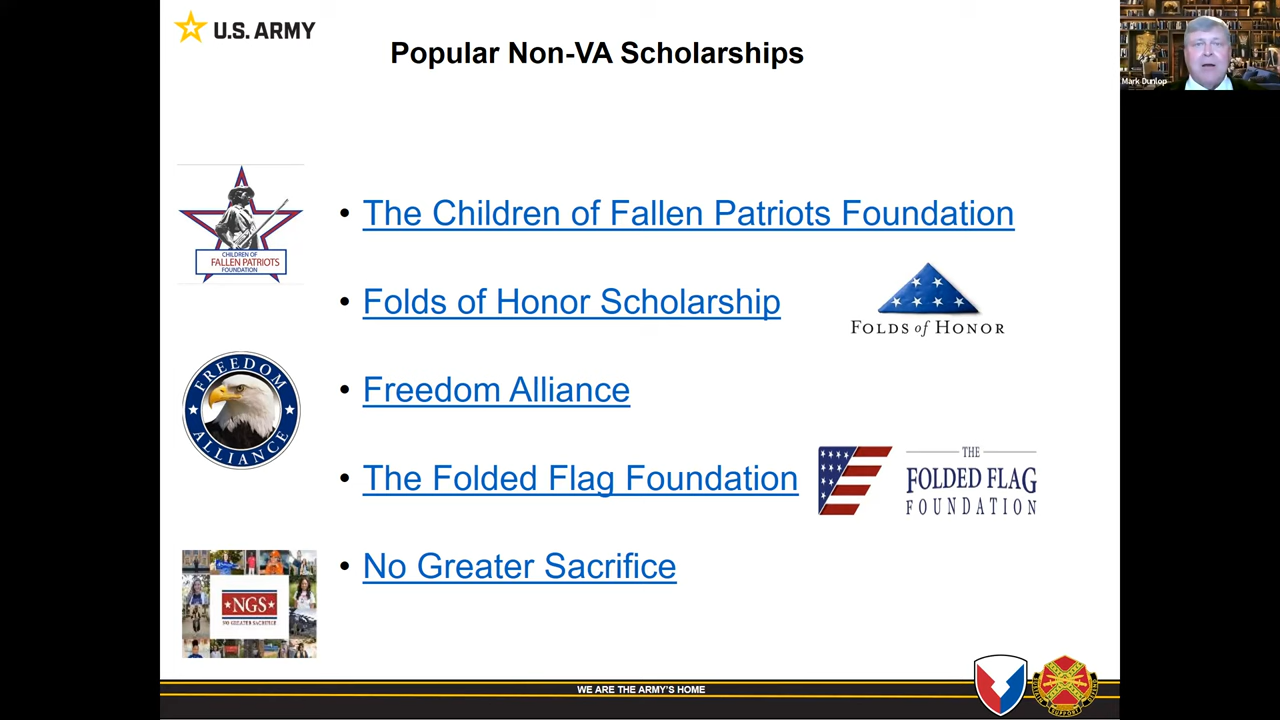 U.S. ARMY
Popular Non-VA Scholarships
Mark Dunlop
CHILDREN OF
FALLEN PATRIOTS
FOUNDATION
• The Children of Fallen Patriots Foundation
• Folds of Honor Scholarship
FOLDS of HONOR
FREEDOM
ALLIANCE
• Freedom Alliance
• The Folded Flag Foundation
THE
FOLDED FLAG
FOUNDATION
• No Greater Sacrifice
NGS
NO GREATER SACRIFICE
WE ARE THE ARMY'S HOME